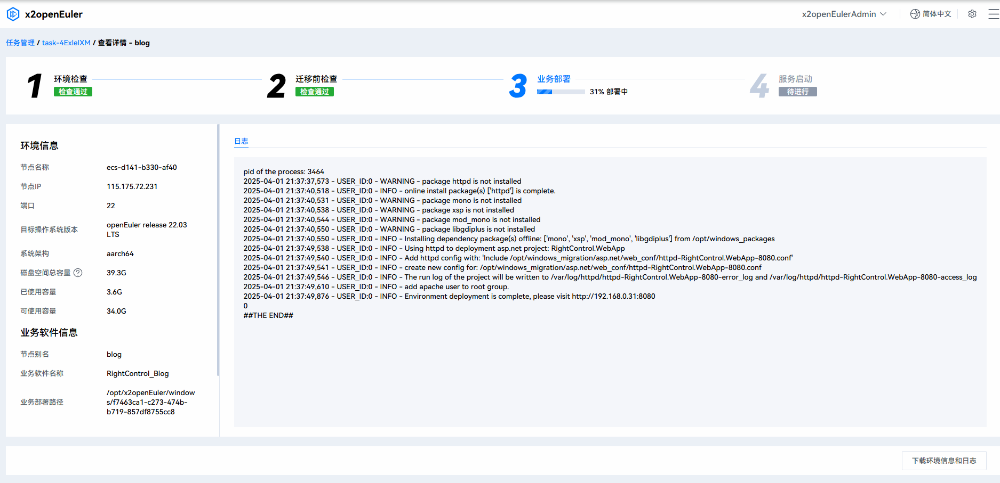 x2openEuler
x2openEulerAdmin
简体中文
任务管理 / task-4ExlelXM / 查看详情 - blog
1 环境检查
检查通过
2 迁移前检查
检查通过
3 业务部署
31% 部署中
4 服务启动
待进行
环境信息
节点名称 ecs-d141-b330-af40
节点IP 115.175.72.231
端口 22
目标操作系统版本 openEuler release 22.03
LTS
系统架构 aarch64
磁盘空间总容量 39.3G
已使用容量 3.6G
可使用容量 34.0G
业务软件信息
节点别名 blog
业务软件名称 RightControl_Blog
业务部署路径 /opt/x2openEuler/window
s/f7463ca1-c273-474b-
b719-857df8755cc8
日志
pid of the process: 3464
2025-04-01 21:37:37,573 - USER_ID:0 - WARNING - package httpd is not installed
2025-04-01 21:37:40,518 - USER_ID:0 - INFO - online install package(s) ['httpd'] is complete.
2025-04-01 21:37:40,531 - USER_ID:0 - WARNING - package mono is not installed
2025-04-01 21:37:40,538 - USER_ID:0 - WARNING - package xsp is not installed
2025-04-01 21:37:40,544 - USER_ID:0 - WARNING - package mod_mono is not installed
2025-04-01 21:37:40,550 - USER_ID:0 - WARNING - package libgdiplus is not installed
2025-04-01 21:37:40,550 - USER_ID:0 - INFO - Installing dependency package(s) offline: ['mono', 'xsp', 'mod_mono', 'libgdiplus'] from /opt/windows_packages
2025-04-01 21:37:49,538 - USER_ID:0 - INFO - Using httpd to deployment asp.net project: RightControl.WebApp
2025-04-01 21:37:49,540 - USER_ID:0 - INFO - Add httpd config with: 'Include /opt/windows_migration/asp.net/web_conf/httpd-RightControl.WebApp-8080.conf'
2025-04-01 21:37:49,541 - USER_ID:0 - INFO - create new config for: /opt/windows_migration/asp.net/web_conf/httpd-RightControl.WebApp-8080.conf
2025-04-01 21:37:49,546 - USER_ID:0 - INFO - The run log of the project will be written to /var/log/httpd/httpd-RightControl.WebApp-8080-error_log and /var/log/httpd/httpd-RightControl.WebApp-8080-access_log
2025-04-01 21:37:49,610 - USER_ID:0 - INFO - add apache user to root group.
2025-04-01 21:37:49,876 - USER_ID:0 - INFO - Environment deployment is complete, please visit http://192.168.0.31:8080
0
##THE END##
下载环境信息和日志